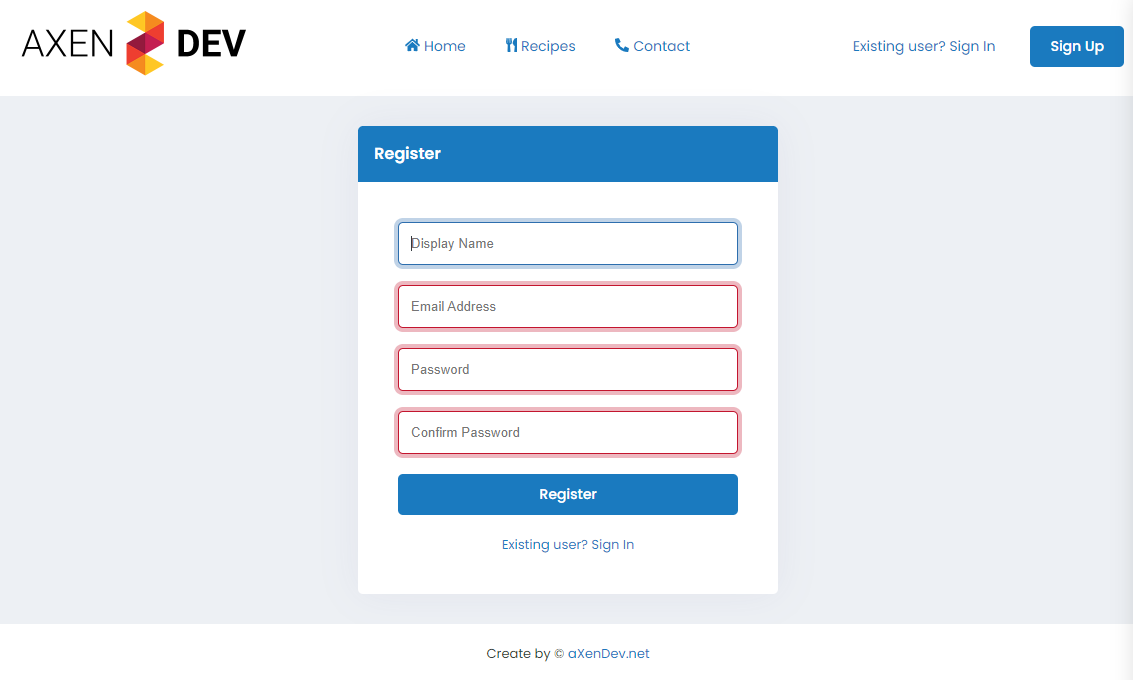 AXEN DEV
Home Recipes Contact Existing user? Sign In Sign Up
Register
Display Name
Email Address
Password
Confirm Password
Register
Existing user? Sign In
Create by © aXenDev.net